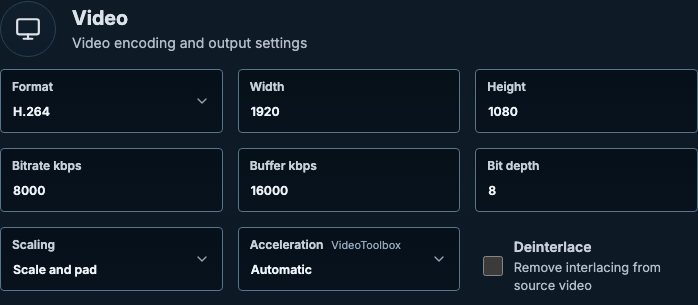 Video
Video encoding and output settings
Format
H.264
Width
1920
Height
1080
Bitrate kbps
8000
Buffer kbps
16000
Bit depth
8
Scaling
Scale and pad
Acceleration VideoToolbox
Automatic
Deinterlace
Remove interlacing from
source video